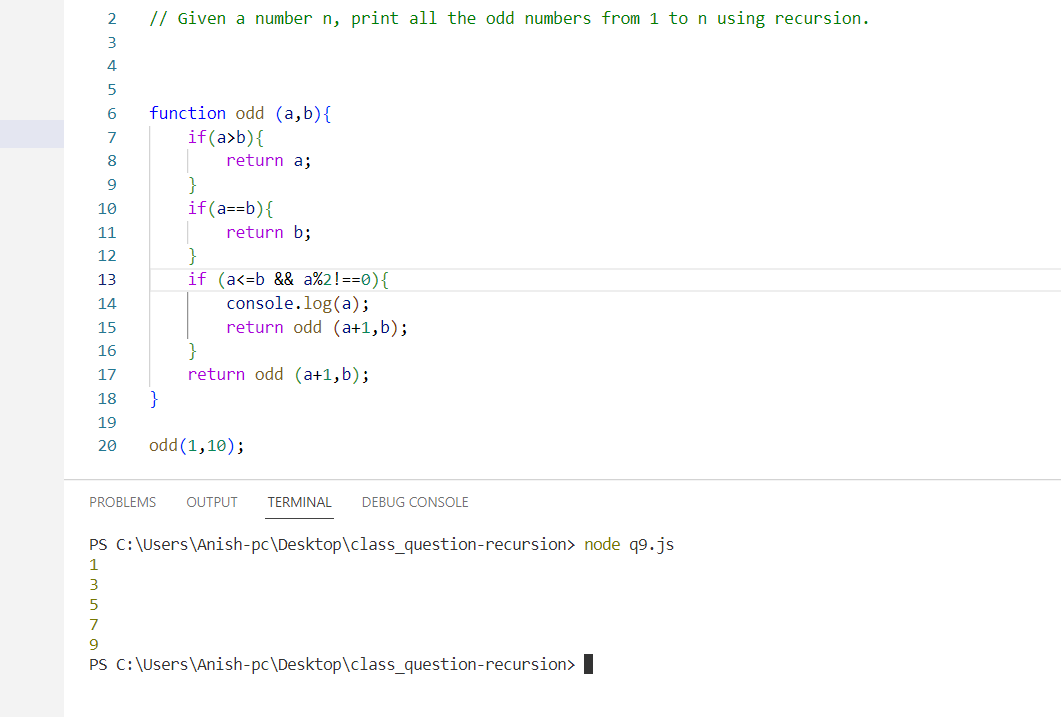 2 // Given a number n, print all the odd numbers from 1 to n using recursion.
3
4
5
6 function odd (a,b){
7     if(a>b){
8         return a;
9     }
10     if(a==b){
11         return b;
12     }
13     if (a<=b && a%2!==0){
14         console.log(a);
15         return odd (a+1,b);
16     }
17     return odd (a+1,b);
18 }
19
20 odd(1,10);
PROBLEMS OUTPUT TERMINAL DEBUG CONSOLE
PS C:\Users\Anish-pc\Desktop\class_question-recursion> node q9.js
1
3
5
7
9
PS C:\Users\Anish-pc\Desktop\class_question-recursion>